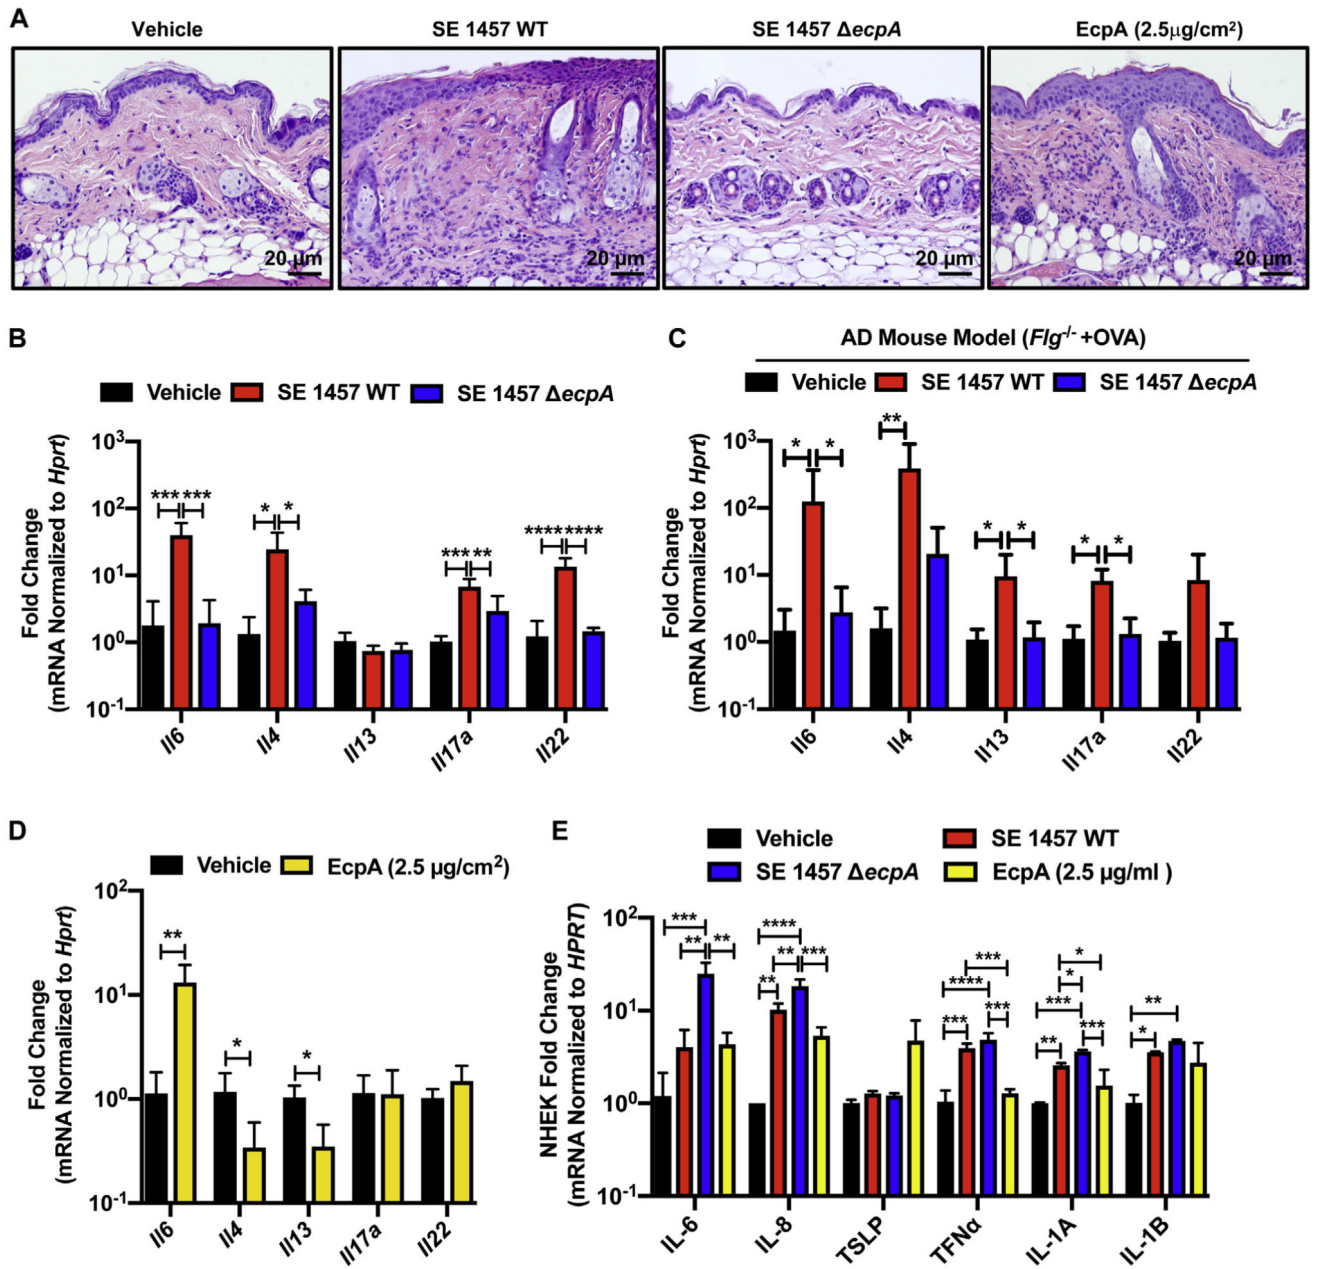 A
Vehicle
SE 1457 WT
SE 1457 ΔecpA
EcpA (2.5µg/cm²)
20 µm
20 µm
20 µm
20 µm
B
Vehicle SE 1457 WT SE 1457 ΔecpA
Fold Change
(mRNA Normalized to Hprt)
10³
10²
10¹
10⁰
10⁻¹
*** ***
* *
*** **
**** ****
Il6
Il4
Il13
Il17a
Il22
C
AD Mouse Model (Flg⁻/⁻ +OVA)
Vehicle SE 1457 WT SE 1457 ΔecpA
Fold Change
(mRNA Normalized to Hprt)
10³
10²
10¹
10⁰
10⁻¹
* *
**
* *
* *
Il6
Il4
Il13
Il17a
Il22
D
Vehicle EcpA (2.5 µg/cm²)
Fold Change
(mRNA Normalized to Hprt)
10²
10¹
10⁰
10⁻¹
**
*
*
Il6
Il4
Il13
Il17a
Il22
E
Vehicle SE 1457 WT
SE 1457 ΔecpA EcpA (2.5 µg/ml )
NHEK Fold Change
(mRNA Normalized to HPRT)
10²
10¹
10⁰
10⁻¹
***
** **
****
** ***
**
***
****
***
***
*
*
***
***
**
**
*
IL-6
IL-8
TSLP
TFNα
IL-1A
IL-1B